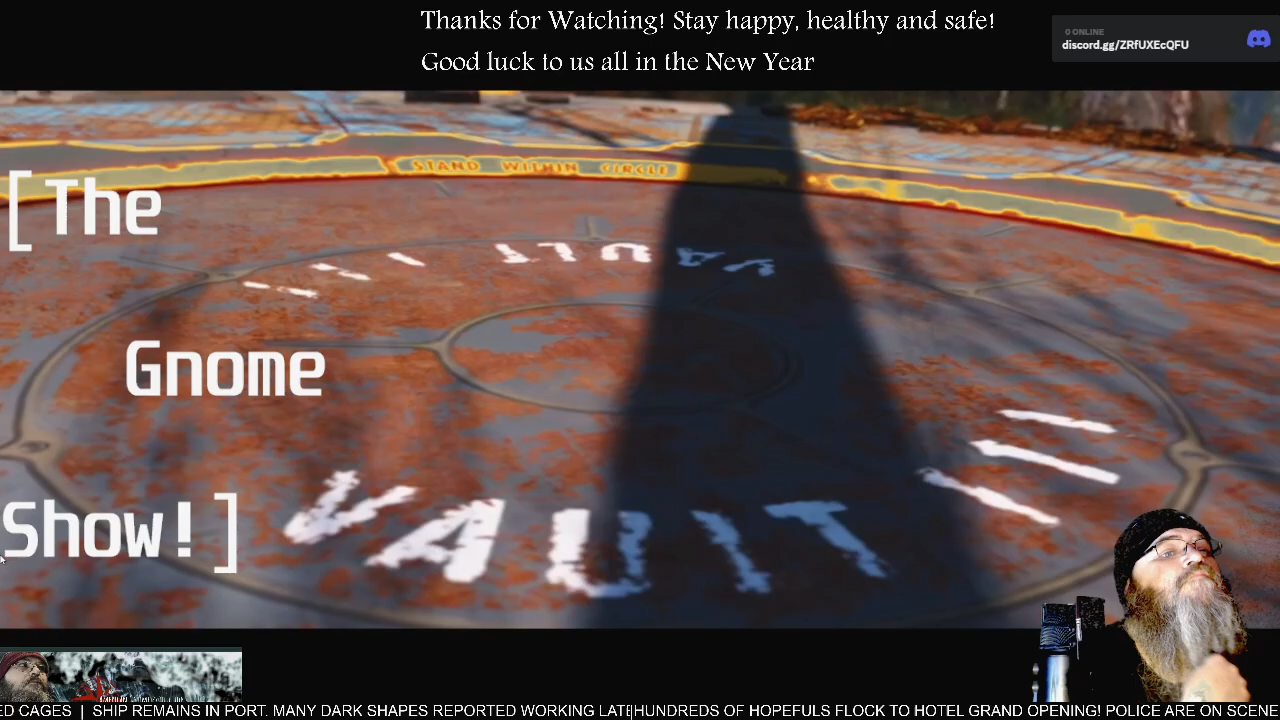 Thanks for Watching! Stay happy, healthy and safe!
Good luck to us all in the New Year
0 ONLINE
discord.gg/ZRfUXEcQFU
STAND WITHIN CIRCLE
[The
Gnome
Show!]
VAULT 111
VAULT 111
ED CAGES | SHIP REMAINS IN PORT. MANY DARK SHAPES REPORTED WORKING LATE|HUNDREDS OF HOPEFULS FLOCK TO HOTEL GRAND OPENING! POLICE ARE ON SCENE